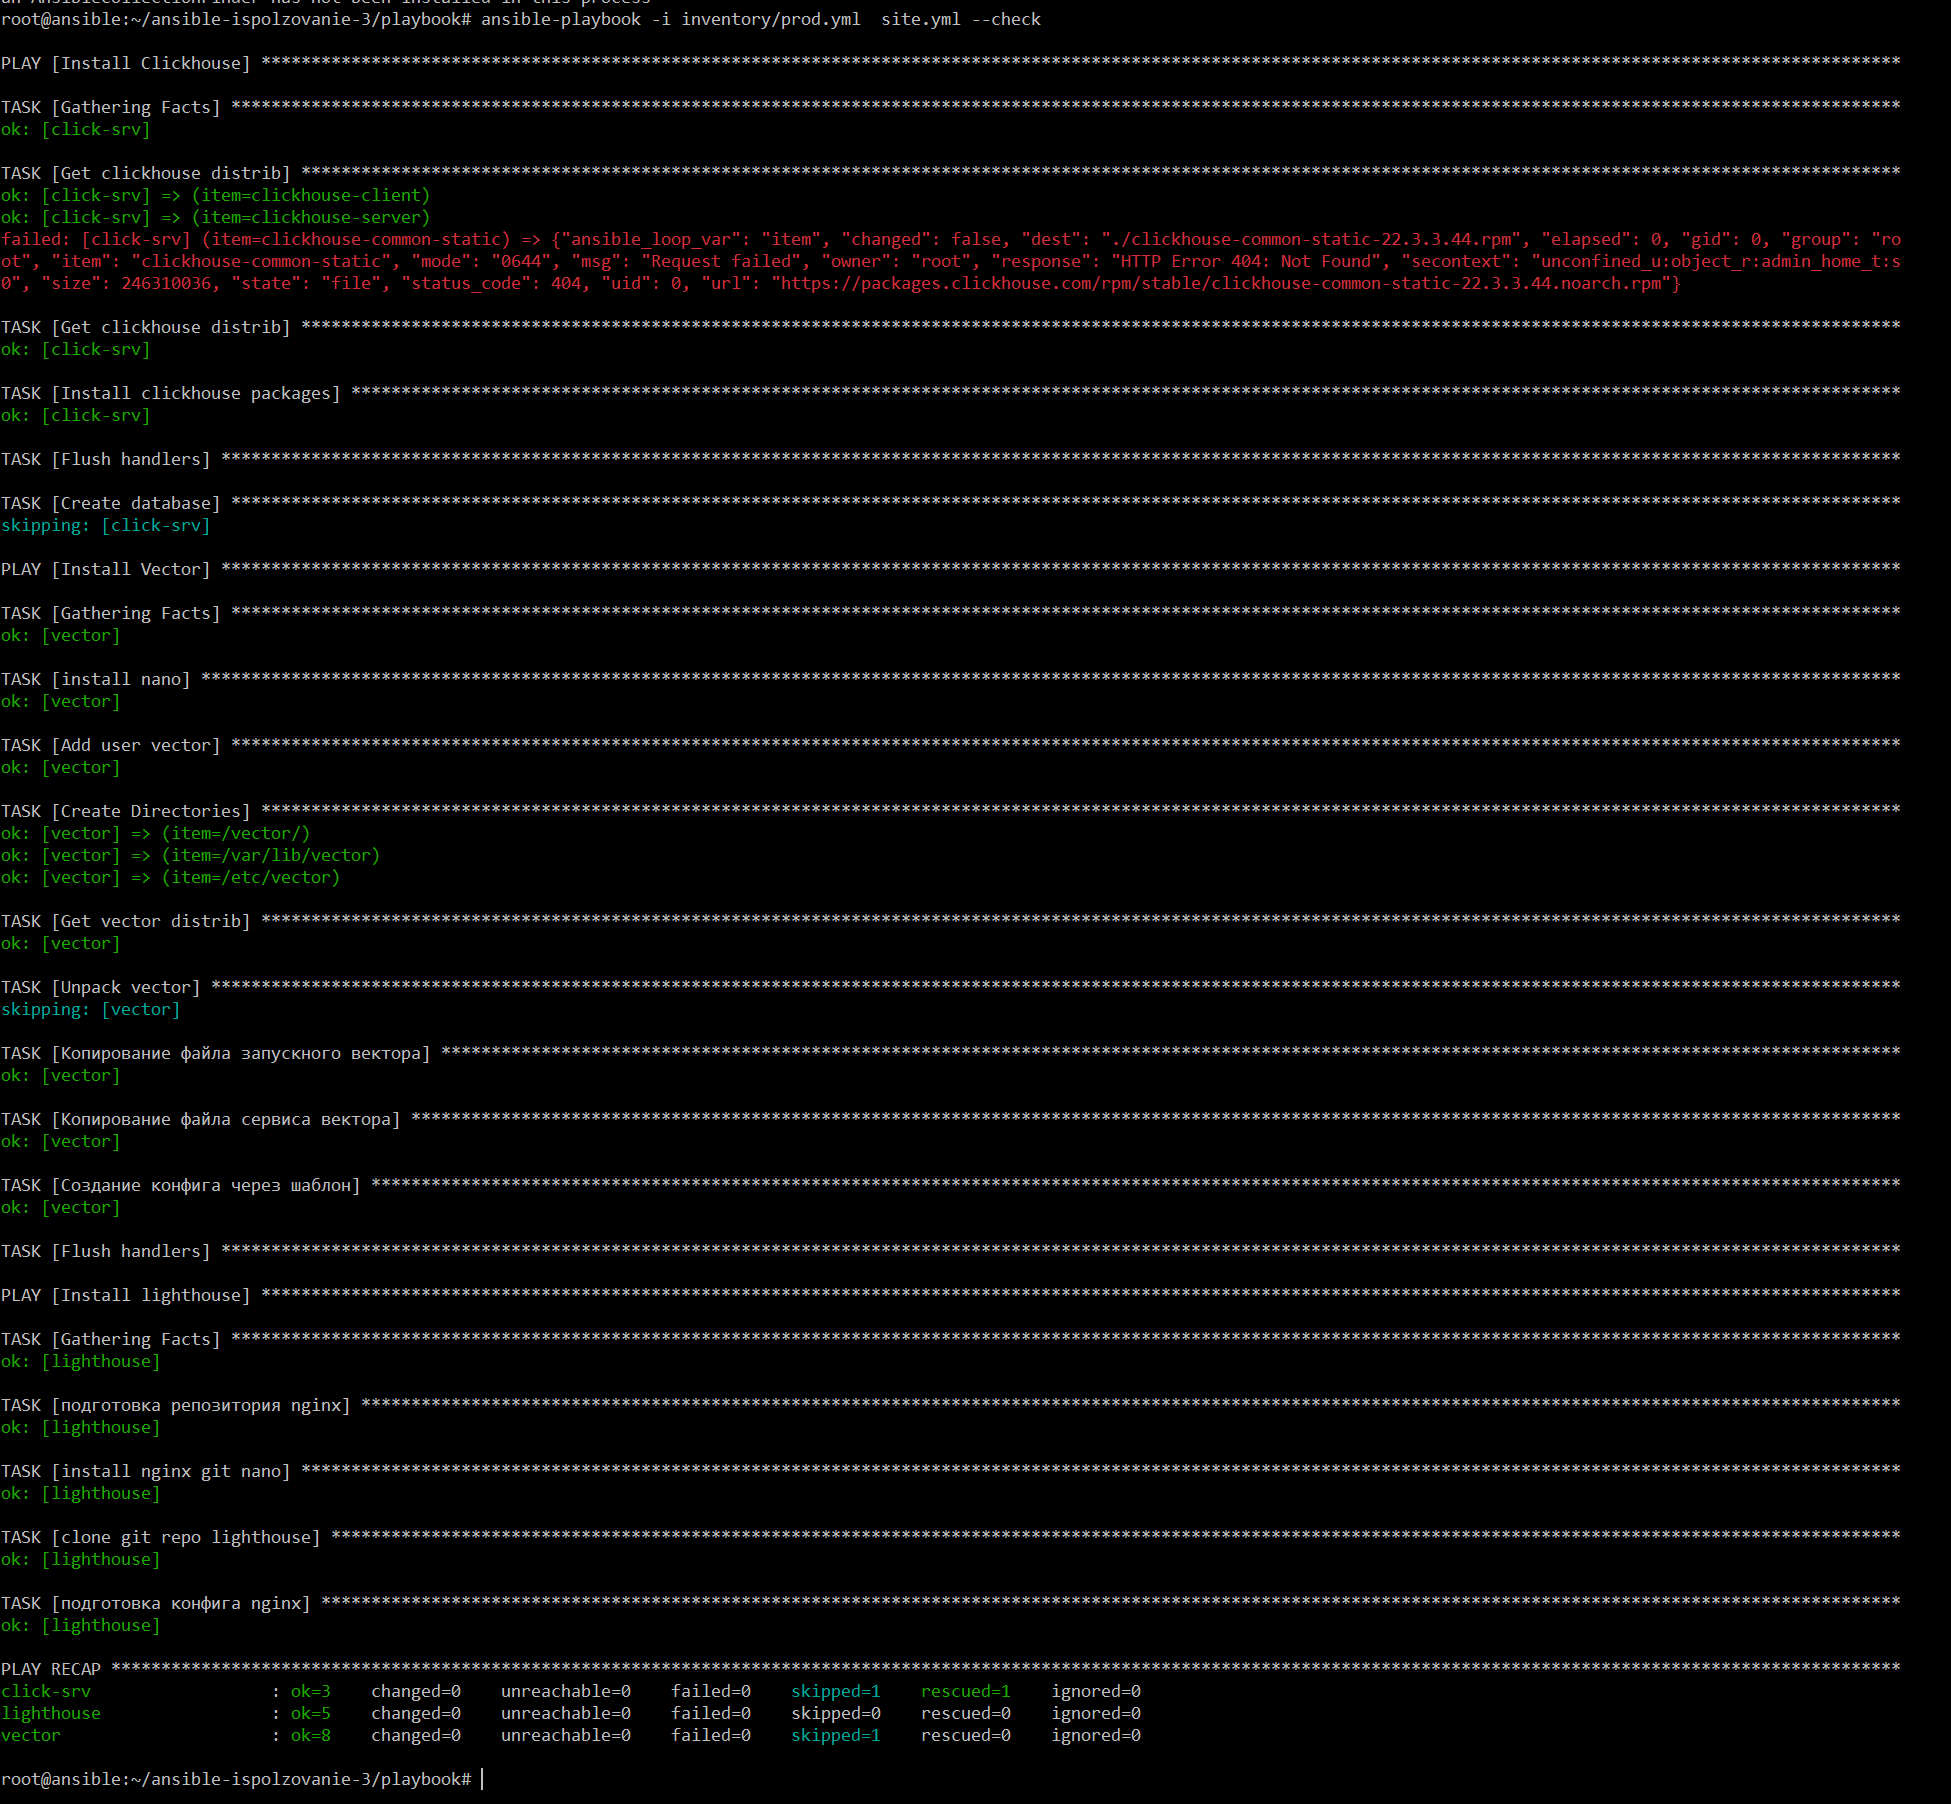 an AnsibleCollectionFinder has not been installed in this process
root@ansible:~/ansible-ispolzovanie-3/playbook# ansible-playbook -i inventory/prod.yml  site.yml --check
PLAY [Install Clickhouse] ********************************************************************************************************************************************************************
TASK [Gathering Facts] ***********************************************************************************************************************************************************************
ok: [click-srv]
TASK [Get clickhouse distrib] ****************************************************************************************************************************************************************
ok: [click-srv] => (item=clickhouse-client)
ok: [click-srv] => (item=clickhouse-server)
failed: [click-srv] (item=clickhouse-common-static) => {"ansible_loop_var": "item", "changed": false, "dest": "./clickhouse-common-static-22.3.3.44.rpm", "elapsed": 0, "gid": 0, "group": "ro
ot", "item": "clickhouse-common-static", "mode": "0644", "msg": "Request failed", "owner": "root", "response": "HTTP Error 404: Not Found", "secontext": "unconfined_u:object_r:admin_home_t:s
0", "size": 246310036, "state": "file", "status_code": 404, "uid": 0, "url": "https://packages.clickhouse.com/rpm/stable/clickhouse-common-static-22.3.3.44.noarch.rpm"}
TASK [Get clickhouse distrib] ****************************************************************************************************************************************************************
ok: [click-srv]
TASK [Install clickhouse packages] ***********************************************************************************************************************************************************
ok: [click-srv]
TASK [Flush handlers] ************************************************************************************************************************************************************************
TASK [Create database] ***********************************************************************************************************************************************************************
skipping: [click-srv]
PLAY [Install Vector] ************************************************************************************************************************************************************************
TASK [Gathering Facts] ***********************************************************************************************************************************************************************
ok: [vector]
TASK [install nano] **************************************************************************************************************************************************************************
ok: [vector]
TASK [Add user vector] ***********************************************************************************************************************************************************************
ok: [vector]
TASK [Create Directories] ********************************************************************************************************************************************************************
ok: [vector] => (item=/vector/)
ok: [vector] => (item=/var/lib/vector)
ok: [vector] => (item=/etc/vector)
TASK [Get vector distrib] ********************************************************************************************************************************************************************
ok: [vector]
TASK [Unpack vector] *************************************************************************************************************************************************************************
skipping: [vector]
TASK [Копирование файла запускного вектора] **************************************************************************************************************************************************
ok: [vector]
TASK [Копирование файла сервиса вектора] *****************************************************************************************************************************************************
ok: [vector]
TASK [Создание конфига через шаблон] *********************************************************************************************************************************************************
ok: [vector]
TASK [Flush handlers] ************************************************************************************************************************************************************************
PLAY [Install lighthouse] ********************************************************************************************************************************************************************
TASK [Gathering Facts] ***********************************************************************************************************************************************************************
ok: [lighthouse]
TASK [подготовка репозитория nginx] **********************************************************************************************************************************************************
ok: [lighthouse]
TASK [install nginx git nano] ****************************************************************************************************************************************************************
ok: [lighthouse]
TASK [clone git repo lighthouse] *************************************************************************************************************************************************************
ok: [lighthouse]
TASK [подготовка конфига nginx] **************************************************************************************************************************************************************
ok: [lighthouse]
PLAY RECAP ***********************************************************************************************************************************************************************************
click-srv                  : ok=3    changed=0    unreachable=0    failed=0    skipped=1    rescued=1    ignored=0
lighthouse                 : ok=5    changed=0    unreachable=0    failed=0    skipped=0    rescued=0    ignored=0
vector                     : ok=8    changed=0    unreachable=0    failed=0    skipped=1    rescued=0    ignored=0
root@ansible:~/ansible-ispolzovanie-3/playbook#